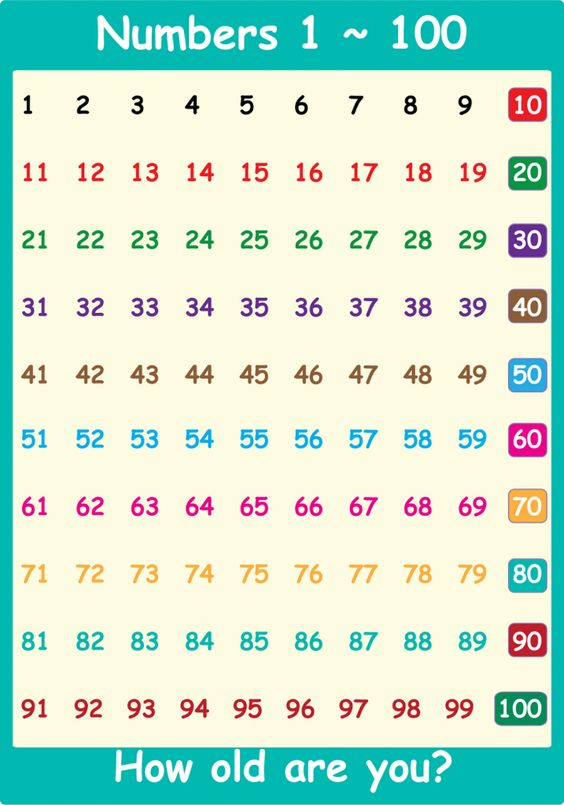 Numbers 1 ~ 100
1 2 3 4 5 6 7 8 9 10
11 12 13 14 15 16 17 18 19 20
21 22 23 24 25 26 27 28 29 30
31 32 33 34 35 36 37 38 39 40
41 42 43 44 45 46 47 48 49 50
51 52 53 54 55 56 57 58 59 60
61 62 63 64 65 66 67 68 69 70
71 72 73 74 75 76 77 78 79 80
81 82 83 84 85 86 87 88 89 90
91 92 93 94 95 96 97 98 99 100
How old are you?